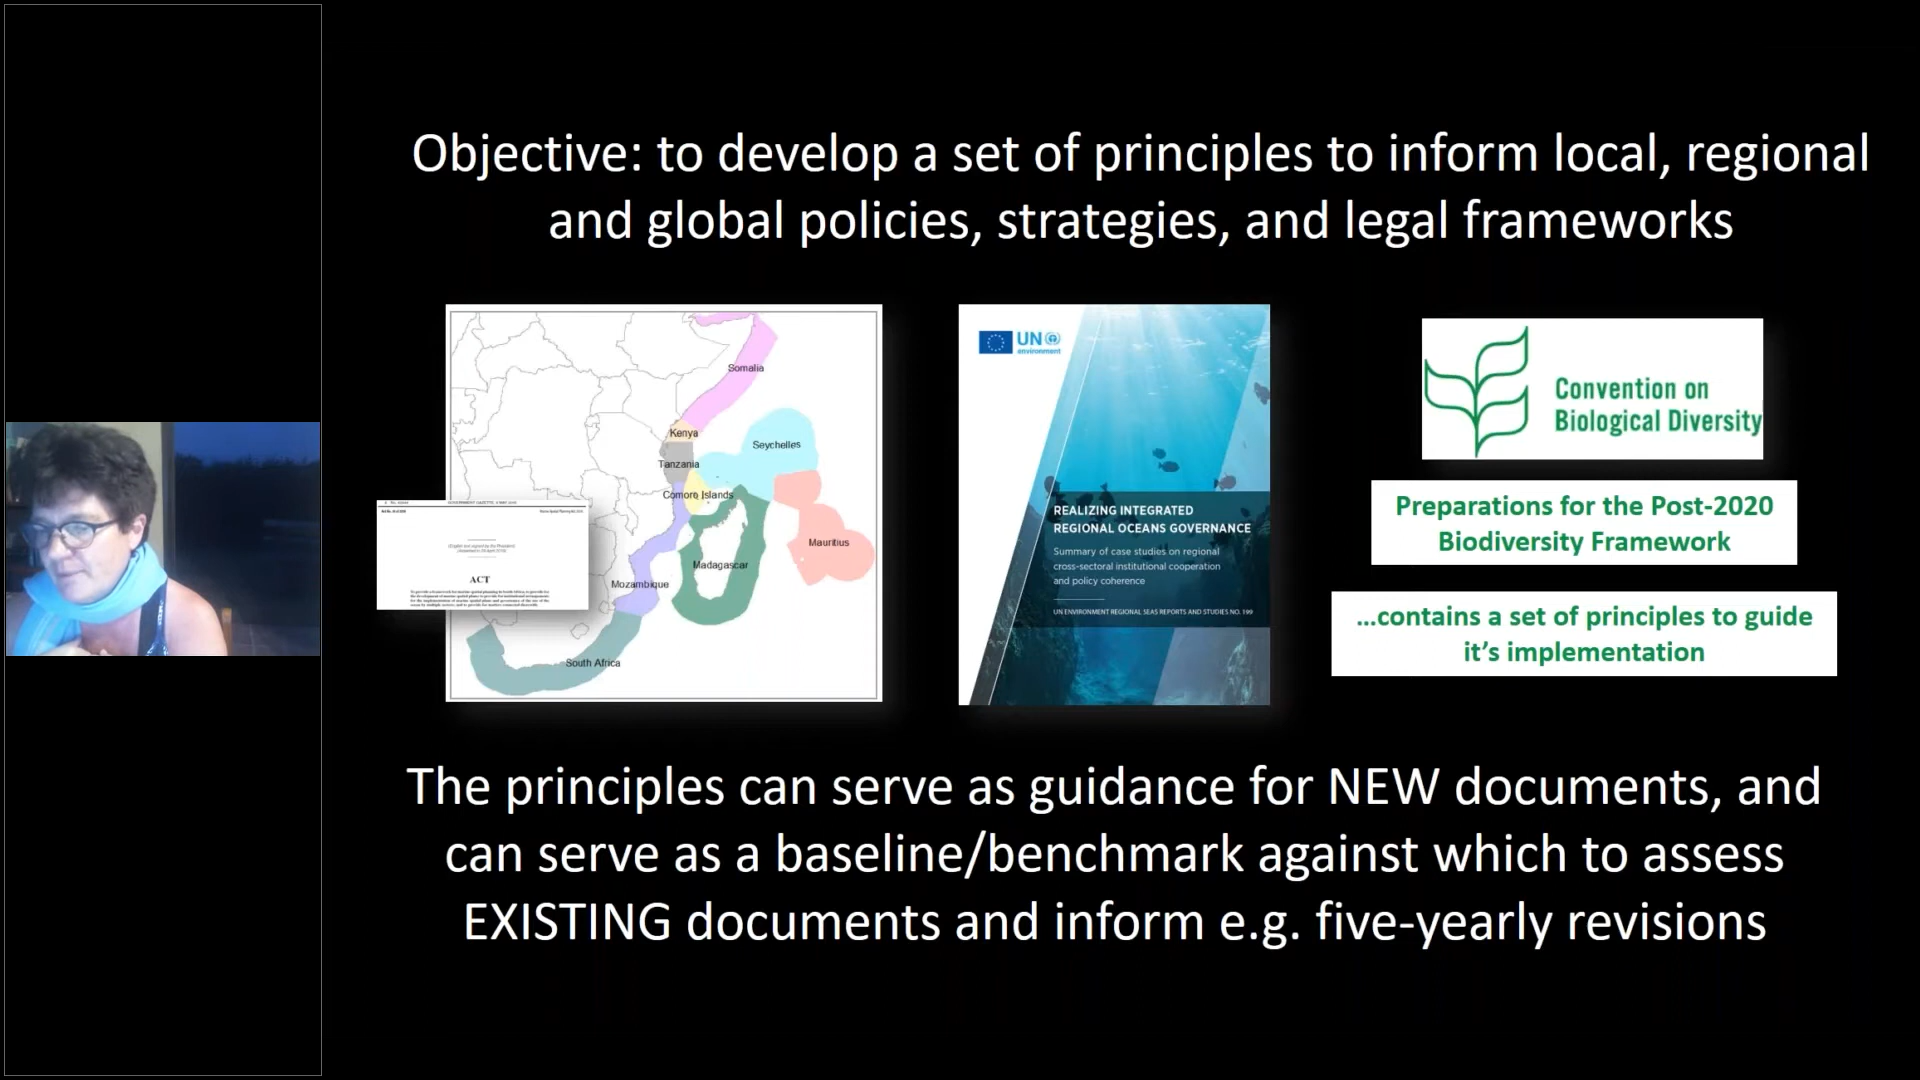 Objective: to develop a set of principles to inform local, regional
and global policies, strategies, and legal frameworks
Somalia
Kenya
Seychelles
Tanzania
Comore Islands
Mauritius
Madagascar
Mozambique
South Africa
ACT
UN
environment
REALIZING INTEGRATED
REGIONAL OCEANS GOVERNANCE
Summary of case studies on regional
cross-sectoral institutional cooperation
and policy coherence
UN ENVIRONMENT REGIONAL SEAS REPORTS AND STUDIES NO. 199
Convention on
Biological Diversity
Preparations for the Post-2020
Biodiversity Framework
...contains a set of principles to guide
it's implementation
The principles can serve as guidance for NEW documents, and
can serve as a baseline/benchmark against which to assess
EXISTING documents and inform e.g. five-yearly revisions